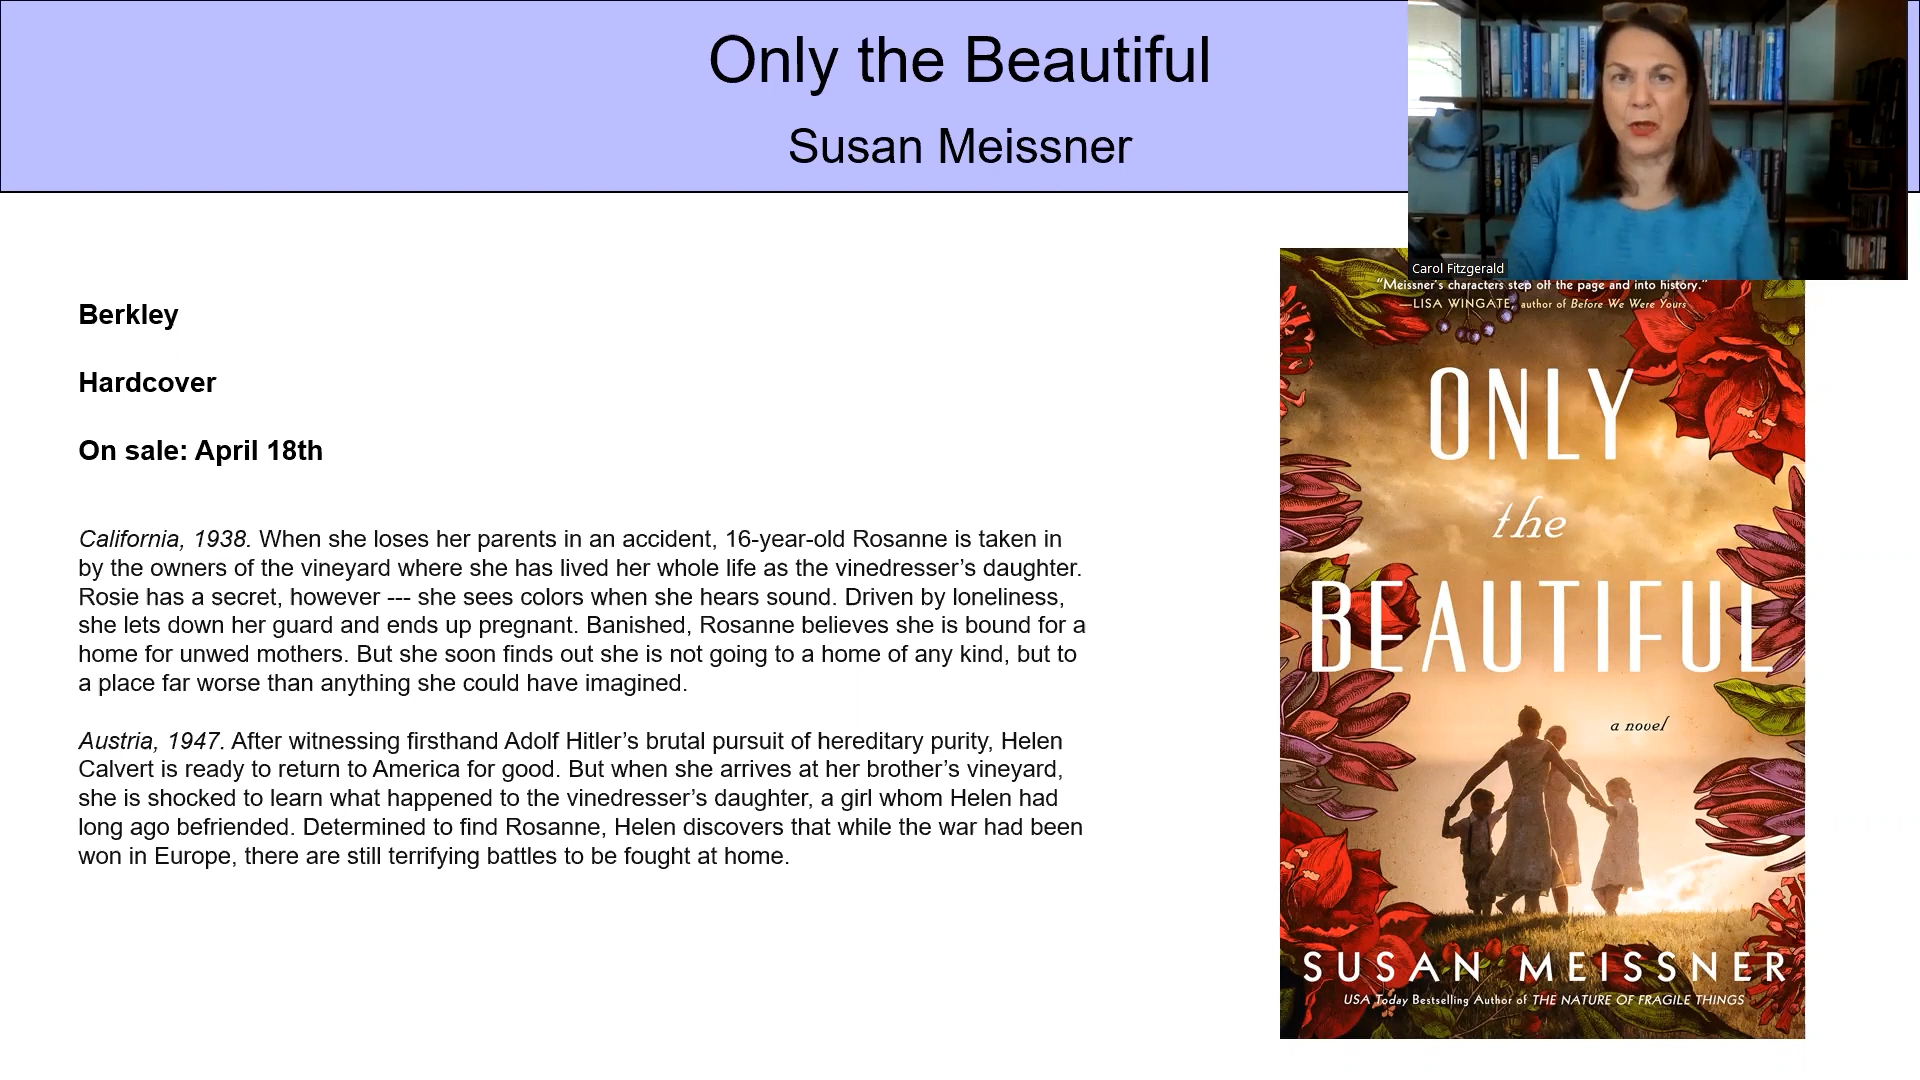 Only the Beautiful
Susan Meissner
Carol Fitzgerald
Berkley
Hardcover
On sale: April 18th
California, 1938. When she loses her parents in an accident, 16-year-old Rosanne is taken in
by the owners of the vineyard where she has lived her whole life as the vinedresser’s daughter.
Rosie has a secret, however --- she sees colors when she hears sound. Driven by loneliness,
she lets down her guard and ends up pregnant. Banished, Rosanne believes she is bound for a
home for unwed mothers. But she soon finds out she is not going to a home of any kind, but to
a place far worse than anything she could have imagined.
Austria, 1947. After witnessing firsthand Adolf Hitler’s brutal pursuit of hereditary purity, Helen
Calvert is ready to return to America for good. But when she arrives at her brother’s vineyard,
she is shocked to learn what happened to the vinedresser’s daughter, a girl whom Helen had
long ago befriended. Determined to find Rosanne, Helen discovers that while the war had been
won in Europe, there are still terrifying battles to be fought at home.
“Meissner’s characters step off the page and into history.”
—LISA WINGATE, author of Before We Were Yours
ONLY
the
BEAUTIFUL
a novel
SUSAN MEISSNER
USA Today Bestselling Author of THE NATURE OF FRAGILE THINGS